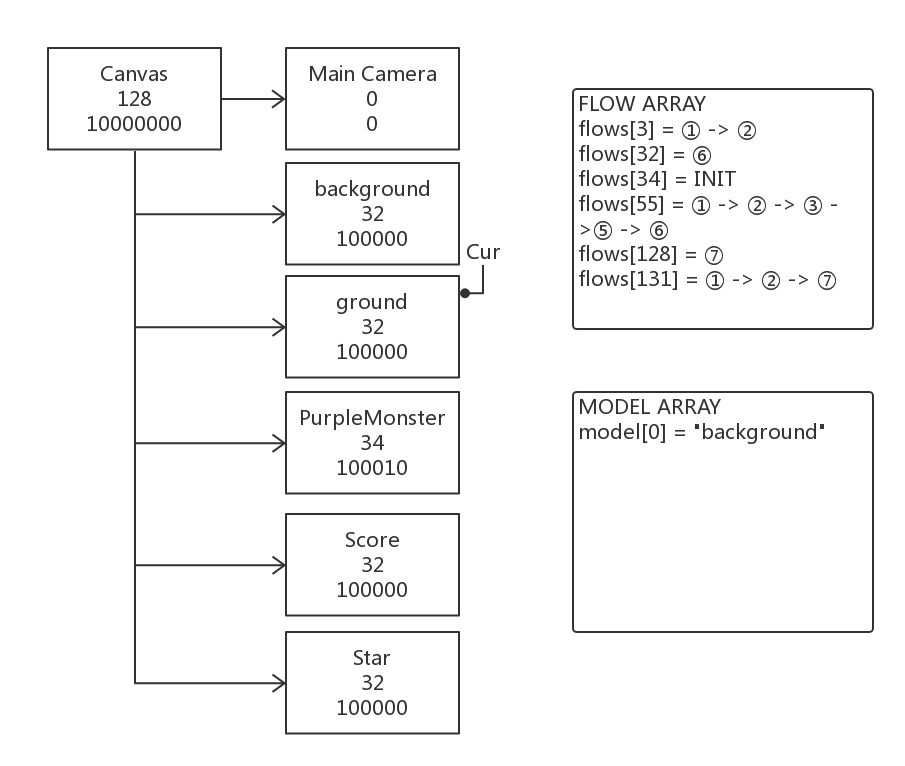 Canvas
128
10000000
Main Camera
0
0
background
32
100000
Cur
ground
32
100000
PurpleMonster
34
100010
Score
32
100000
Star
32
100000
FLOW ARRAY
flows[3] = ① -> ②
flows[32] = ⑥
flows[34] = INIT
flows[55] = ① -> ② -> ③ -
>⑤ -> ⑥
flows[128] = ⑦
flows[131] = ① -> ② -> ⑦
MODEL ARRAY
model[0] = "background"